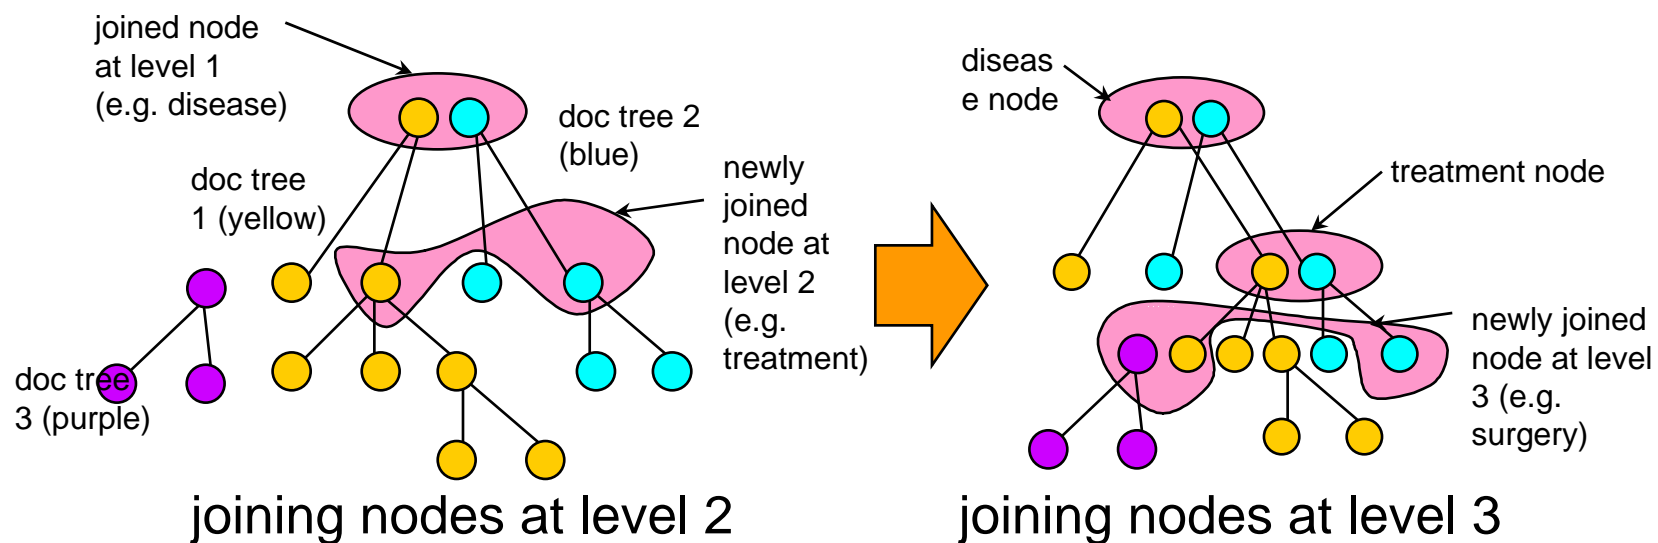 joined node
at level 1
(e.g. disease)
doc tree 2
(blue)
doc tree
1 (yellow)
newly
joined
node at
level 2
(e.g.
treatment)
doc tree
3 (purple)
joining nodes at level 2
diseas
e node
treatment node
newly joined
node at level
3 (e.g.
surgery)
joining nodes at level 3